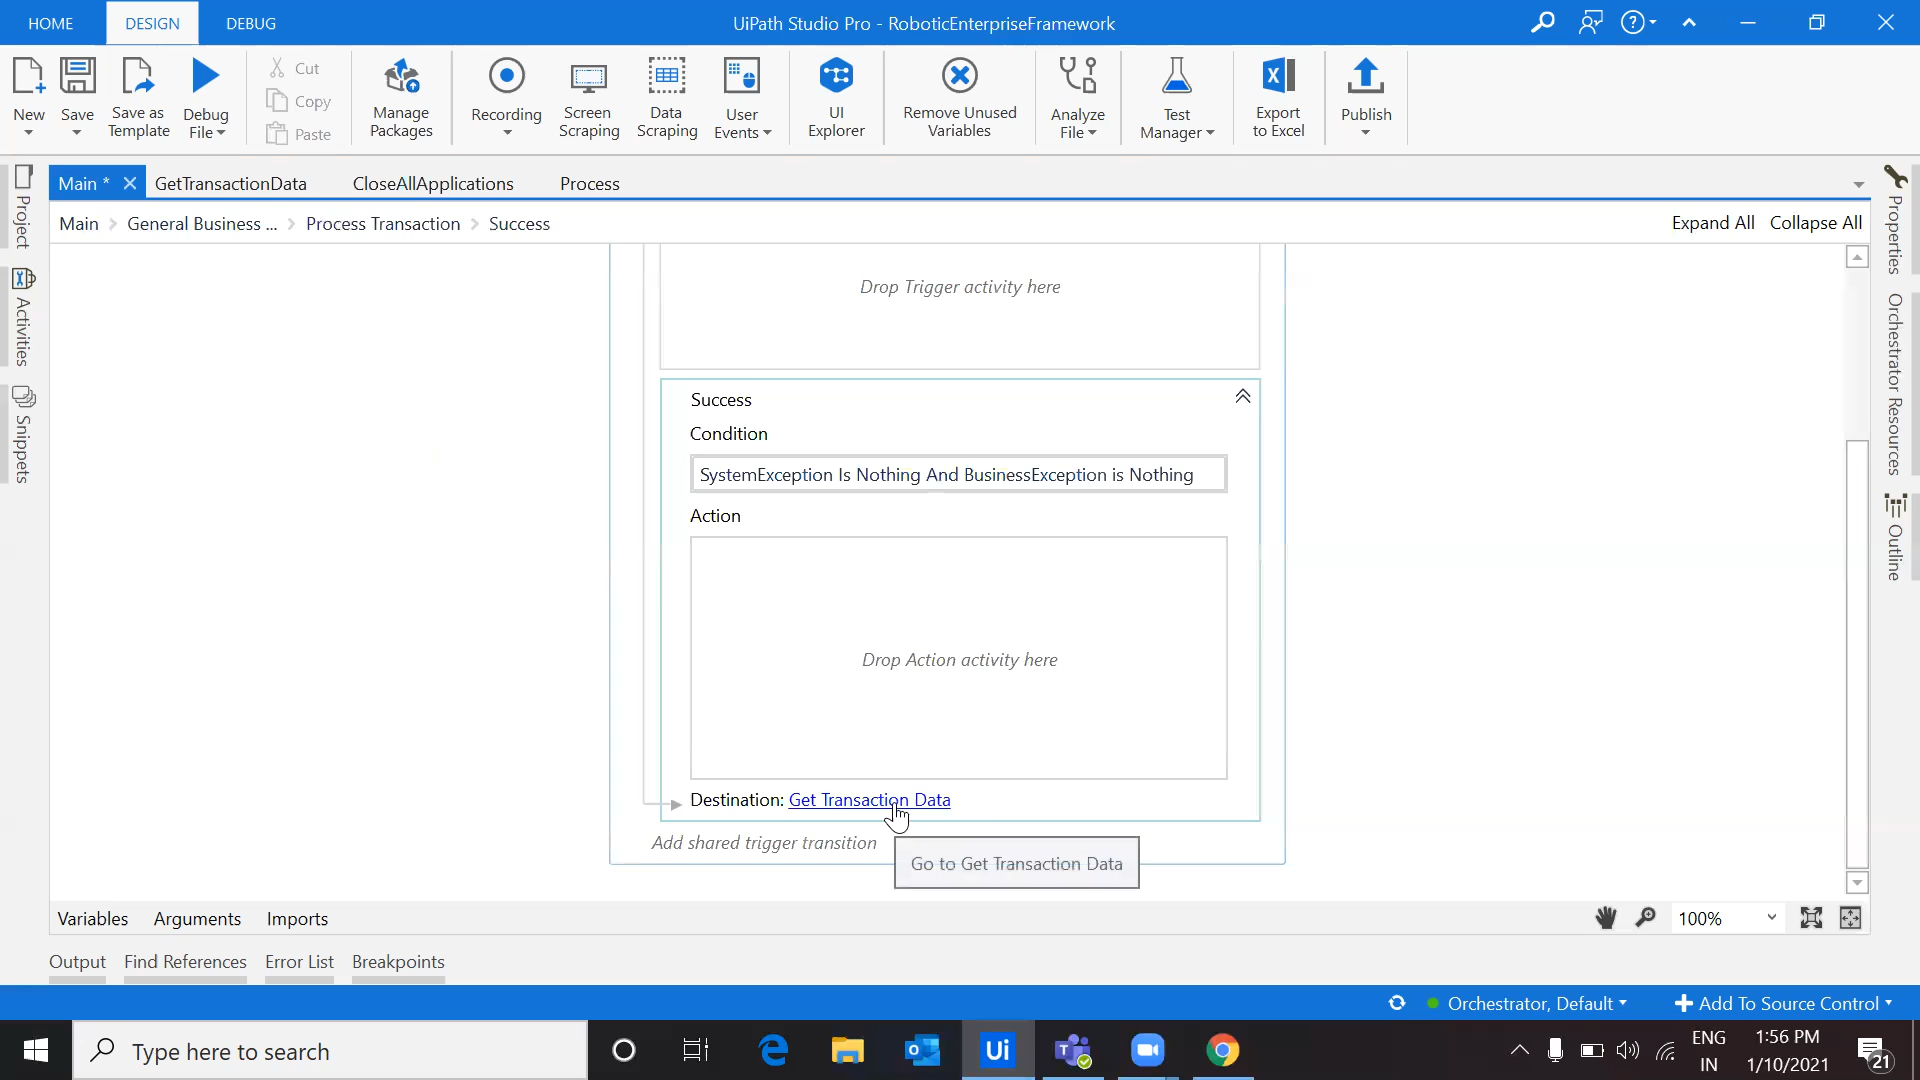 HOME DESIGN DEBUG UiPath Studio Pro - RoboticEnterpriseFramework
New Save Save as Template Debug File Cut Copy Paste Manage Packages Recording Screen Scraping Data Scraping User Events UI Explorer Remove Unused Variables Analyze File Test Manager Export to Excel Publish
Main * GetTransactionData CloseAllApplications Process
Main General Business ... Process Transaction Success Expand All Collapse All
Project
Activities
Snippets
Properties
Orchestrator Resources
Outline
Drop Trigger activity here
Success
Condition
SystemException Is Nothing And BusinessException is Nothing
Action
Drop Action activity here
Destination: Get Transaction Data
Add shared trigger transition
Go to Get Transaction Data
Variables Arguments Imports 100%
Output Find References Error List Breakpoints
Orchestrator, Default Add To Source Control
Type here to search
Ui
ENG
IN
1:56 PM
1/10/2021
21